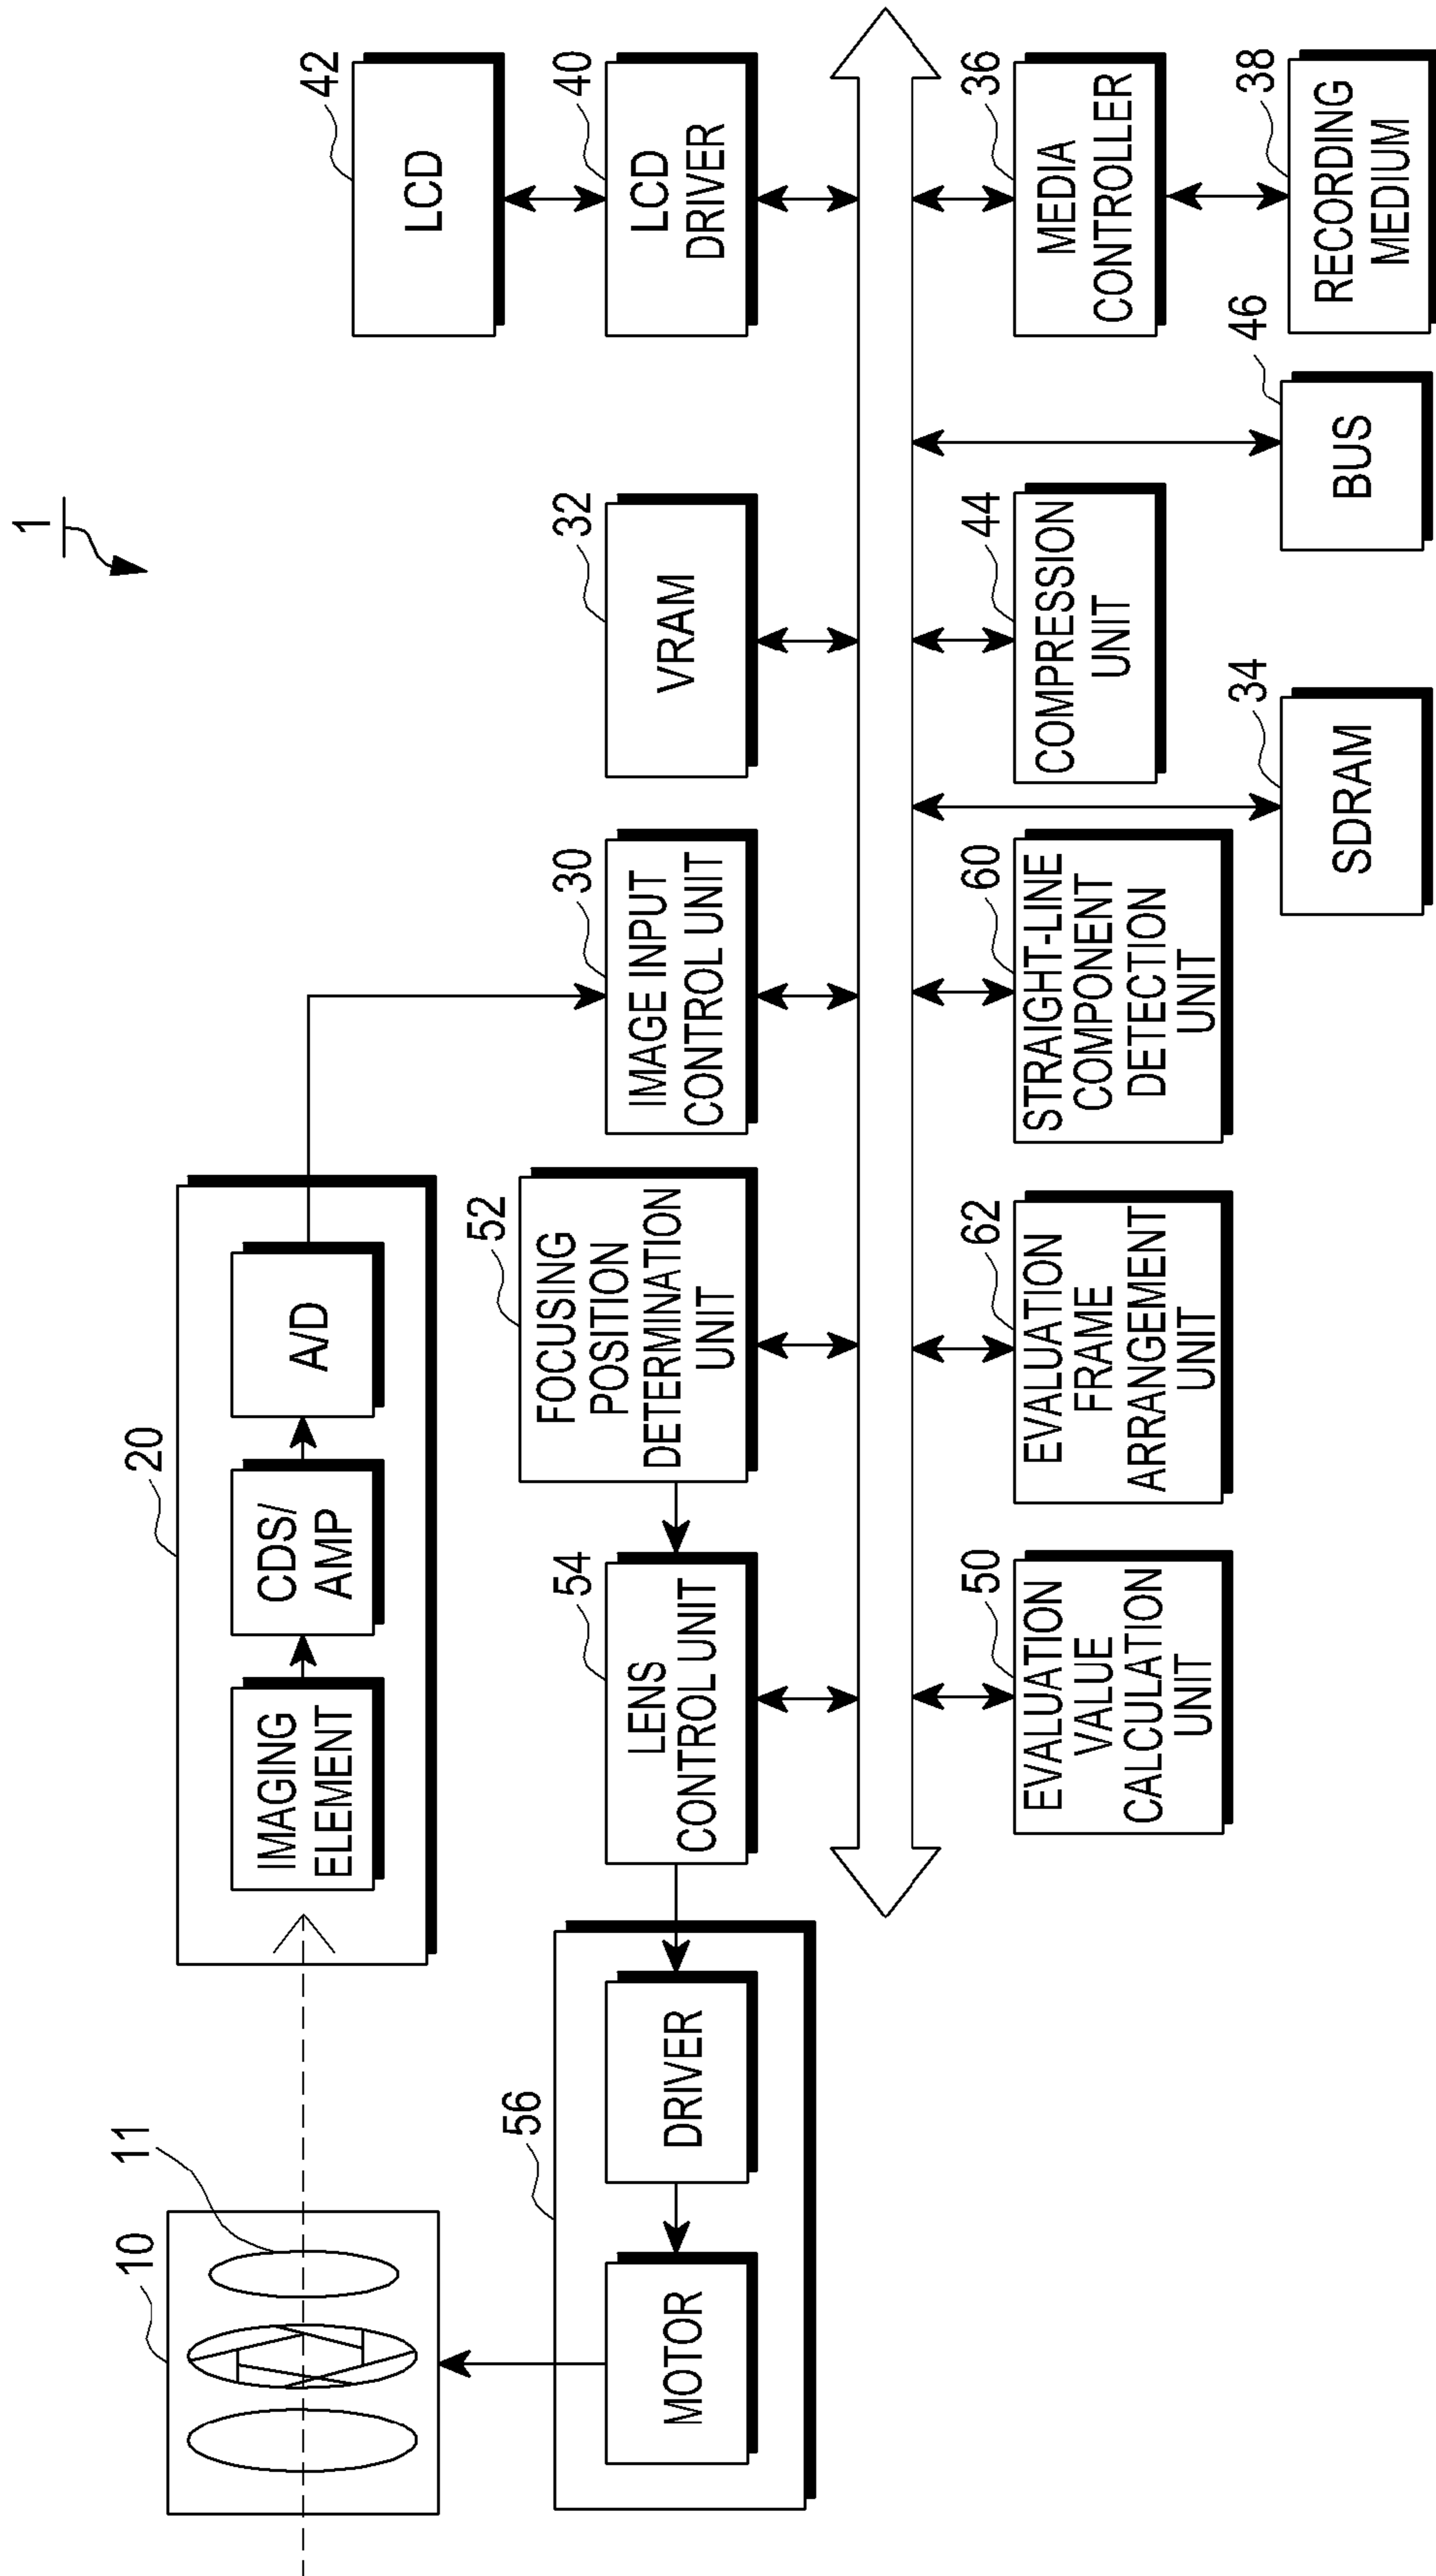 1
10
11
20
IMAGING
ELEMENT
CDS/
AMP
A/D
42
LCD
56
MOTOR
DRIVER
54
LENS
CONTROL UNIT
52
FOCUSING
POSITION
DETERMINATION
UNIT
30
IMAGE INPUT
CONTROL UNIT
32
VRAM
40
LCD
DRIVER
50
EVALUATION
VALUE
CALCULATION
UNIT
62
EVALUATION
FRAME
ARRANGEMENT
UNIT
60
STRAIGHT-LINE
COMPONENT
DETECTION
UNIT
44
COMPRESSION
UNIT
36
MEDIA
CONTROLLER
34
SDRAM
46
BUS
38
RECORDING
MEDIUM